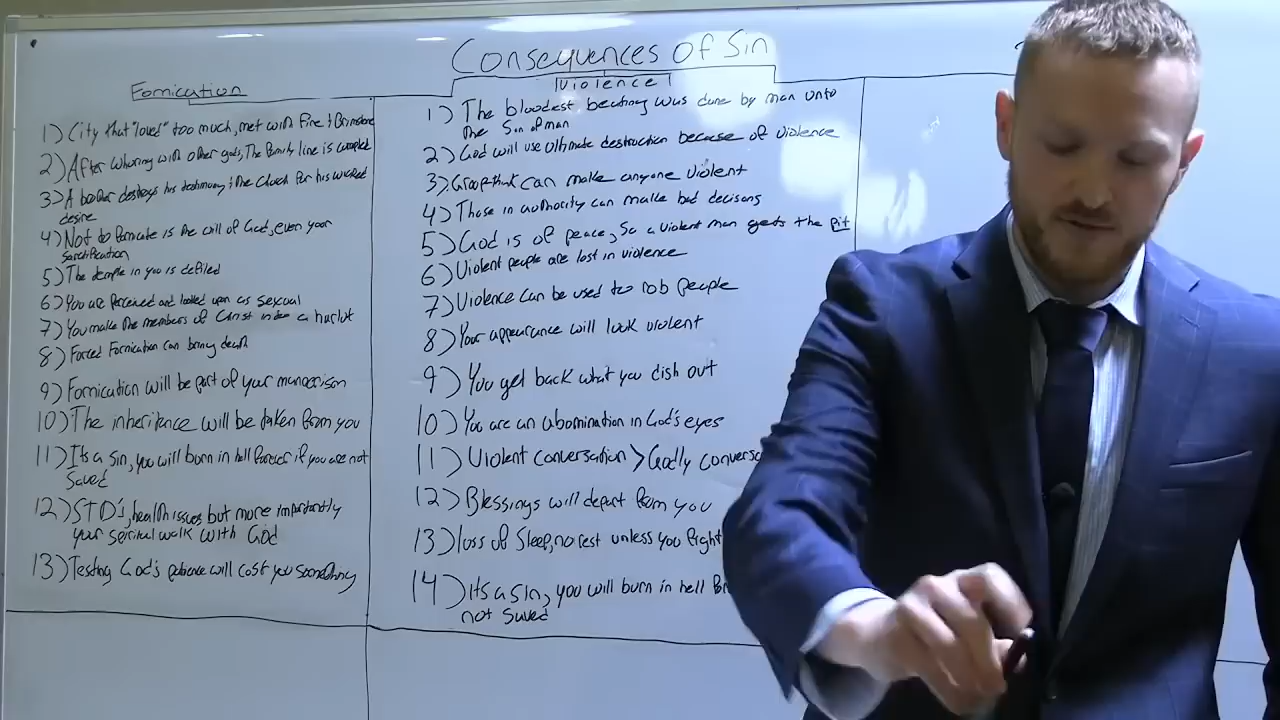 Consequences of Sin
Fornication
1) City that "loved" too much, met with Fire & Brimstone
2) After whoring with other gods, The family line is
3) A brother destroys his testimony & the church for his wicked
desire
4) Not to fornicate is the will of God, even your
Sanctification
5) The temple in you is defiled
6) You are perceived and looked upon as sexual
7) You make the members of Christ into a harlot
8) Forced Fornication can bring death
9) Fornication will be part of your
10) The inheritence will be taken from you
11) Its a sin, you will burn in hell forever if you are not
saved
12) STD's, health issues but more importantly
your spiritual walk with God
13) Testing God's patience will cost you something
Violence
1) The bloodest beating was done by man unto
the Son of man
2) God will use ultimate destruction because of violence
3) Groupthink can make anyone violent
4) Those in authority can make bad decisons
5) God is of peace, So a violent man gets the Pit
6) Violent people are lost in violence
7) Violence can be used to rob people
8) Your appearance will look violent
9) You get back what you dish out
10) You are an abomination in God's eyes
11) Violent conversation > Godly conversa
12) Blessings will depart from you
13) loss of Sleep, no rest unless you fight
14) Its a sin, you will burn in hell
not Saved